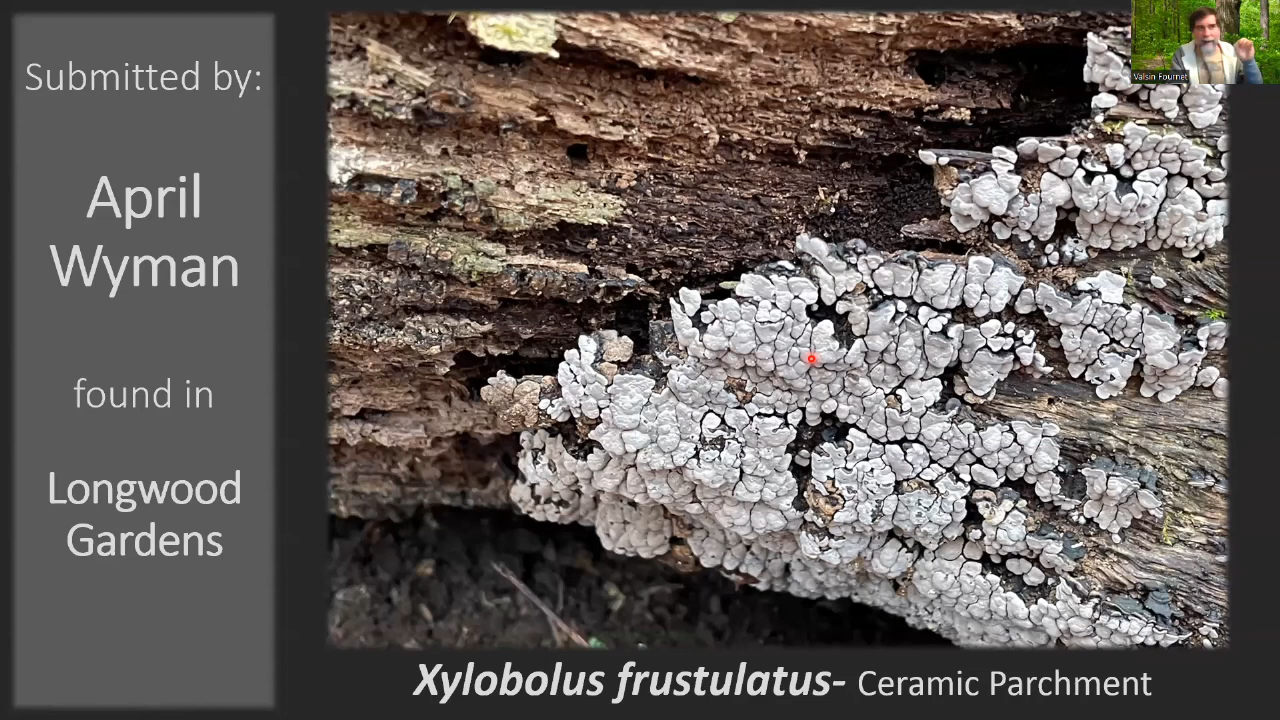 Submitted by:
April
Wyman
found in
Longwood
Gardens
Valsin Fournet
Xylobolus frustulatus- Ceramic Parchment